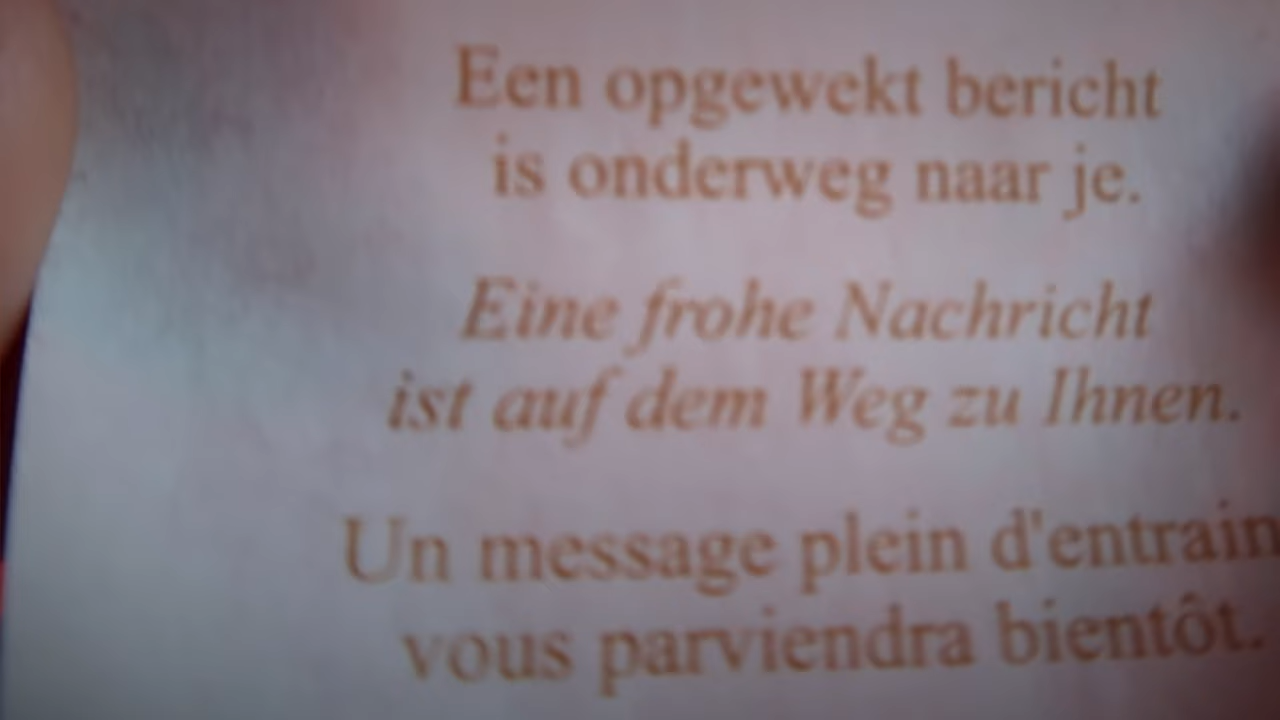 Een opgewekt bericht
is onderweg naar je.
Eine frohe Nachricht
ist auf dem Weg zu Ihnen.
Un message plein d'entrain
vous parviendra bientôt.